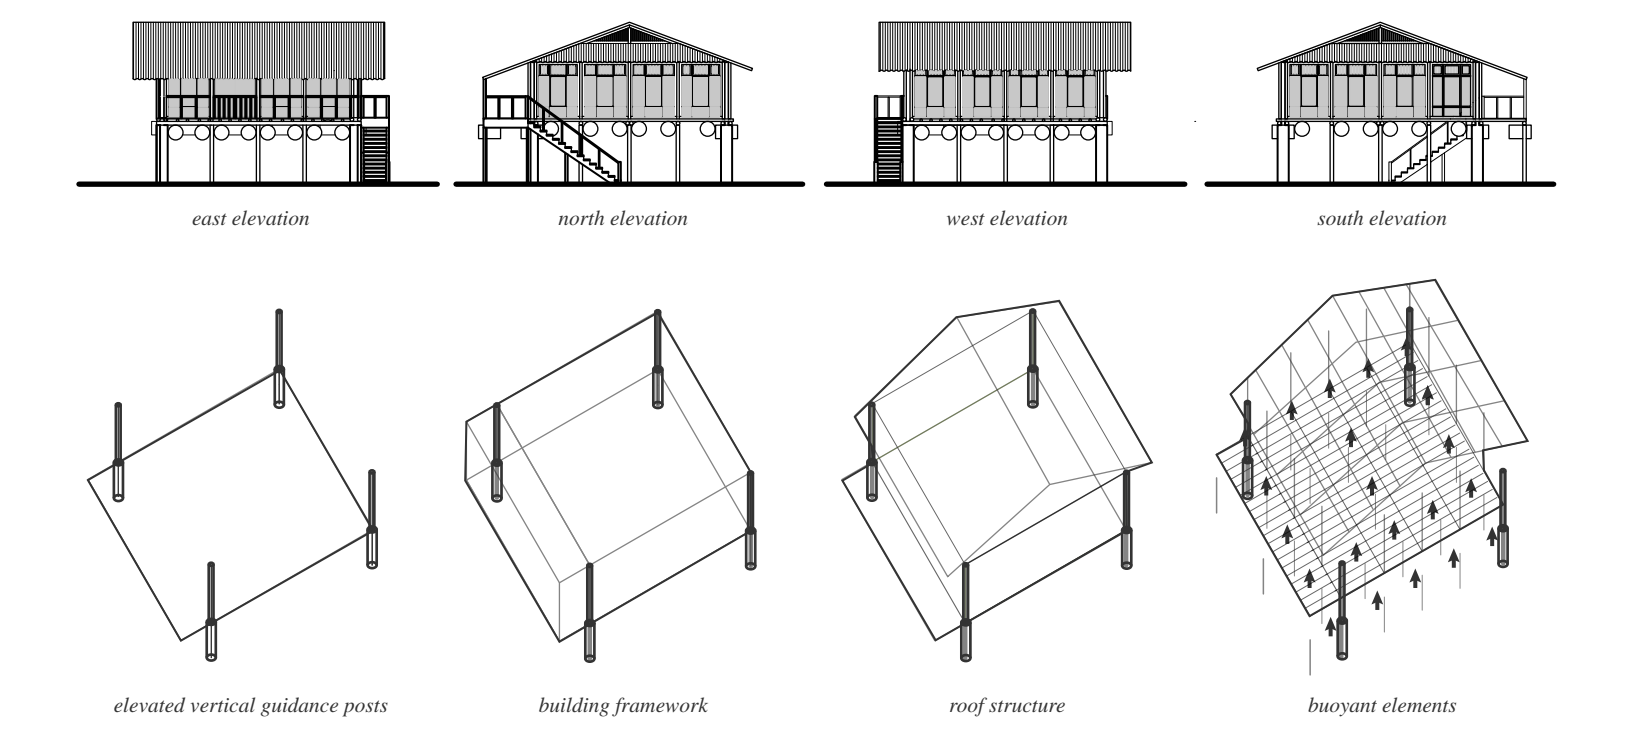 east elevation
north elevation
west elevation
south elevation
elevated vertical guidance posts
building framework
roof structure
buoyant elements